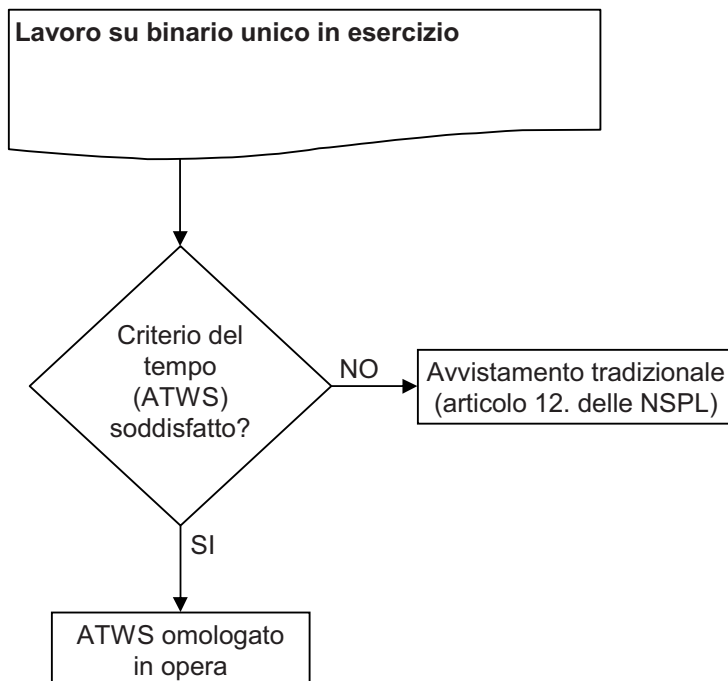 Lavoro su binario unico in esercizio
Criterio del
tempo
(ATWS)
soddisfatto?
NO
Avvistamento tradizionale
(articolo 12. delle NSPL)
SI
ATWS omologato
in opera